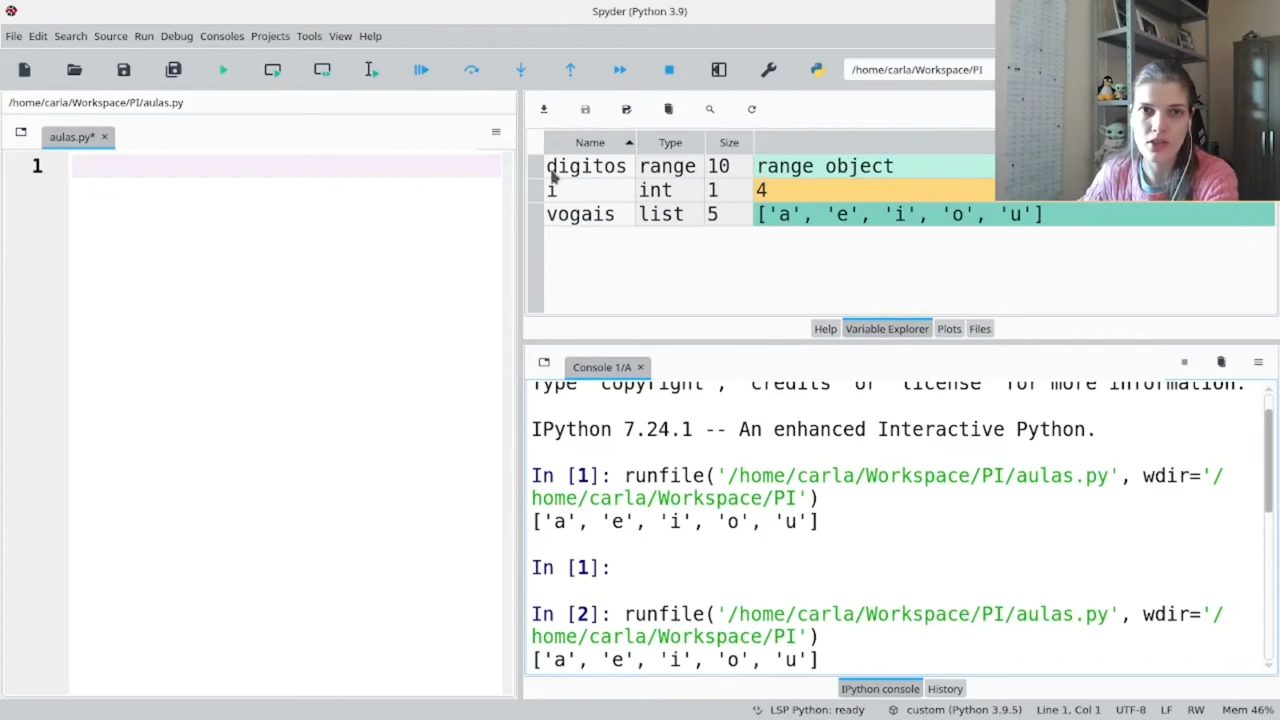 Spyder (Python 3.9)
File Edit Search Source Run Debug Consoles Projects Tools View Help
/home/carla/Workspace/PI
/home/carla/Workspace/PI/aulas.py
aulas.py* ×
1
Name Type Size
digitos range 10 range object
i int 1 4
vogais list 5 ['a', 'e', 'i', 'o', 'u']
Help Variable Explorer Plots Files
Console 1/A ×
Type "copyright", "credits" or "license" for more information.
IPython 7.24.1 -- An enhanced Interactive Python.
In [1]: runfile('/home/carla/Workspace/PI/aulas.py', wdir='/
home/carla/Workspace/PI')
['a', 'e', 'i', 'o', 'u']
In [1]:
In [2]: runfile('/home/carla/Workspace/PI/aulas.py', wdir='/
home/carla/Workspace/PI')
['a', 'e', 'i', 'o', 'u']
IPython console History
LSP Python: ready custom (Python 3.9.5) Line 1, Col 1 UTF-8 LF RW Mem 46%